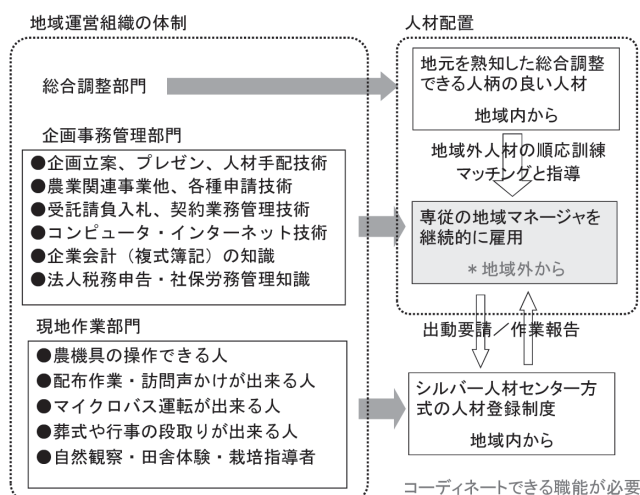 地域運営組織の体制
人材配置
総合調整部門
地元を熟知した総合調整
できる人柄の良い人材
地域内から
企画事務管理部門
●企画立案、プレゼン、人材手配技術
●農業関連事業他、各種申請技術
●受託請負入札、契約業務管理技術
●コンピュータ・インターネット技術
●企業会計（複式簿記）の知識
●法人税務申告・社保労務管理知識
地域外人材の順応訓練
マッチングと指導
専従の地域マネージャを
継続的に雇用
＊地域外から
出動要請／作業報告
現地作業部門
●農機具の操作できる人
●配布作業・訪問声かけが出来る人
●マイクロバス運転が出来る人
●葬式や行事の段取りが出来る人
●自然観察・田舎体験・栽培指導者
シルバー人材センター方
式の人材登録制度
地域内から
コーディネートできる職能が必要